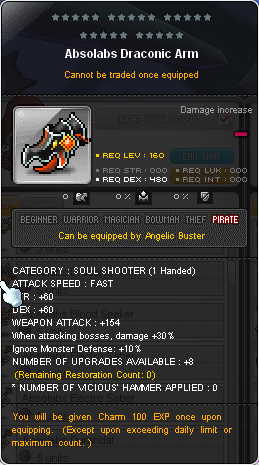 Absolabs Draconic Arm
Cannot be traded once equipped
Damage increase
REQ LEV : 160
REQ STR : 000 REQ LUK : 000
REQ DEX : 480 REQ INT : 000
0 0 % 0 %
BEGINNER WARRIOR MAGICIAN BOWMAN THIEF PIRATE
Can be equipped by Angelic Buster
CATEGORY : SOUL SHOOTER (1 Handed)
ATTACK SPEED : FAST
: +60
DEX : +60
WEAPON ATTACK : +154
When attacking bosses, damage +30%
Ignore Monster Defense: +10%
NUMBER OF UPGRADES AVAILABLE : +8
(Remaining Restoration Count: 0)
* NUMBER OF VICIOUS' HAMMER APPLIED : 0
You will be given Charm 100 EXP once upon
equipping. (Except upon exceeding daily limit or
maximum count. )